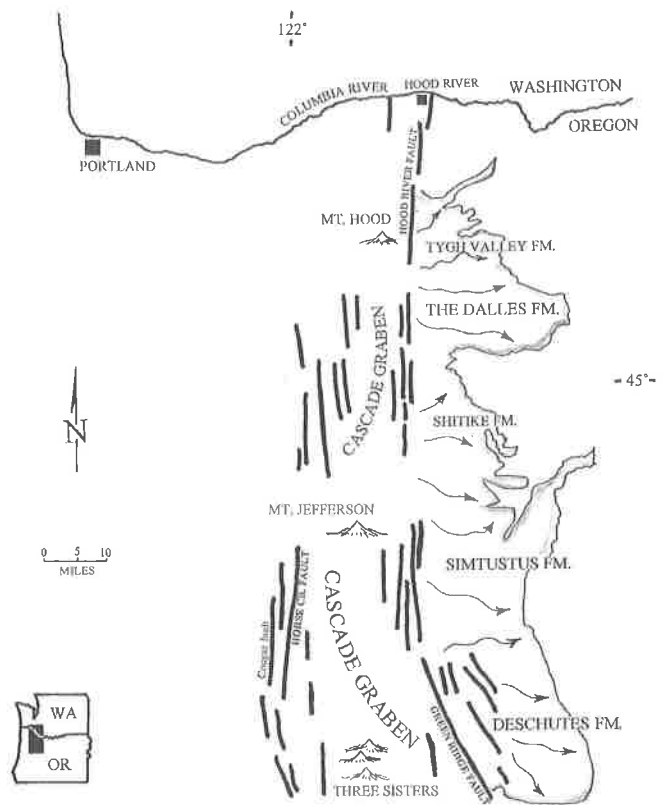 122°
COLUMBIA RIVER
HOOD RIVER
WASHINGTON
OREGON
PORTLAND
HOOD RIVER FAULT
MT. HOOD
TYGH VALLEY FM.
THE DALLES FM.
CASCADE GRABEN
45°
N
SHITIKE FM.
MT. JEFFERSON
0 5 10
MILES
SIMTUSTUS FM.
HORSE CR. FAULT
CASCADE GRABEN
GREEN RIDGE FAULT
DESCHUTES FM.
WA
OR
THREE SISTERS